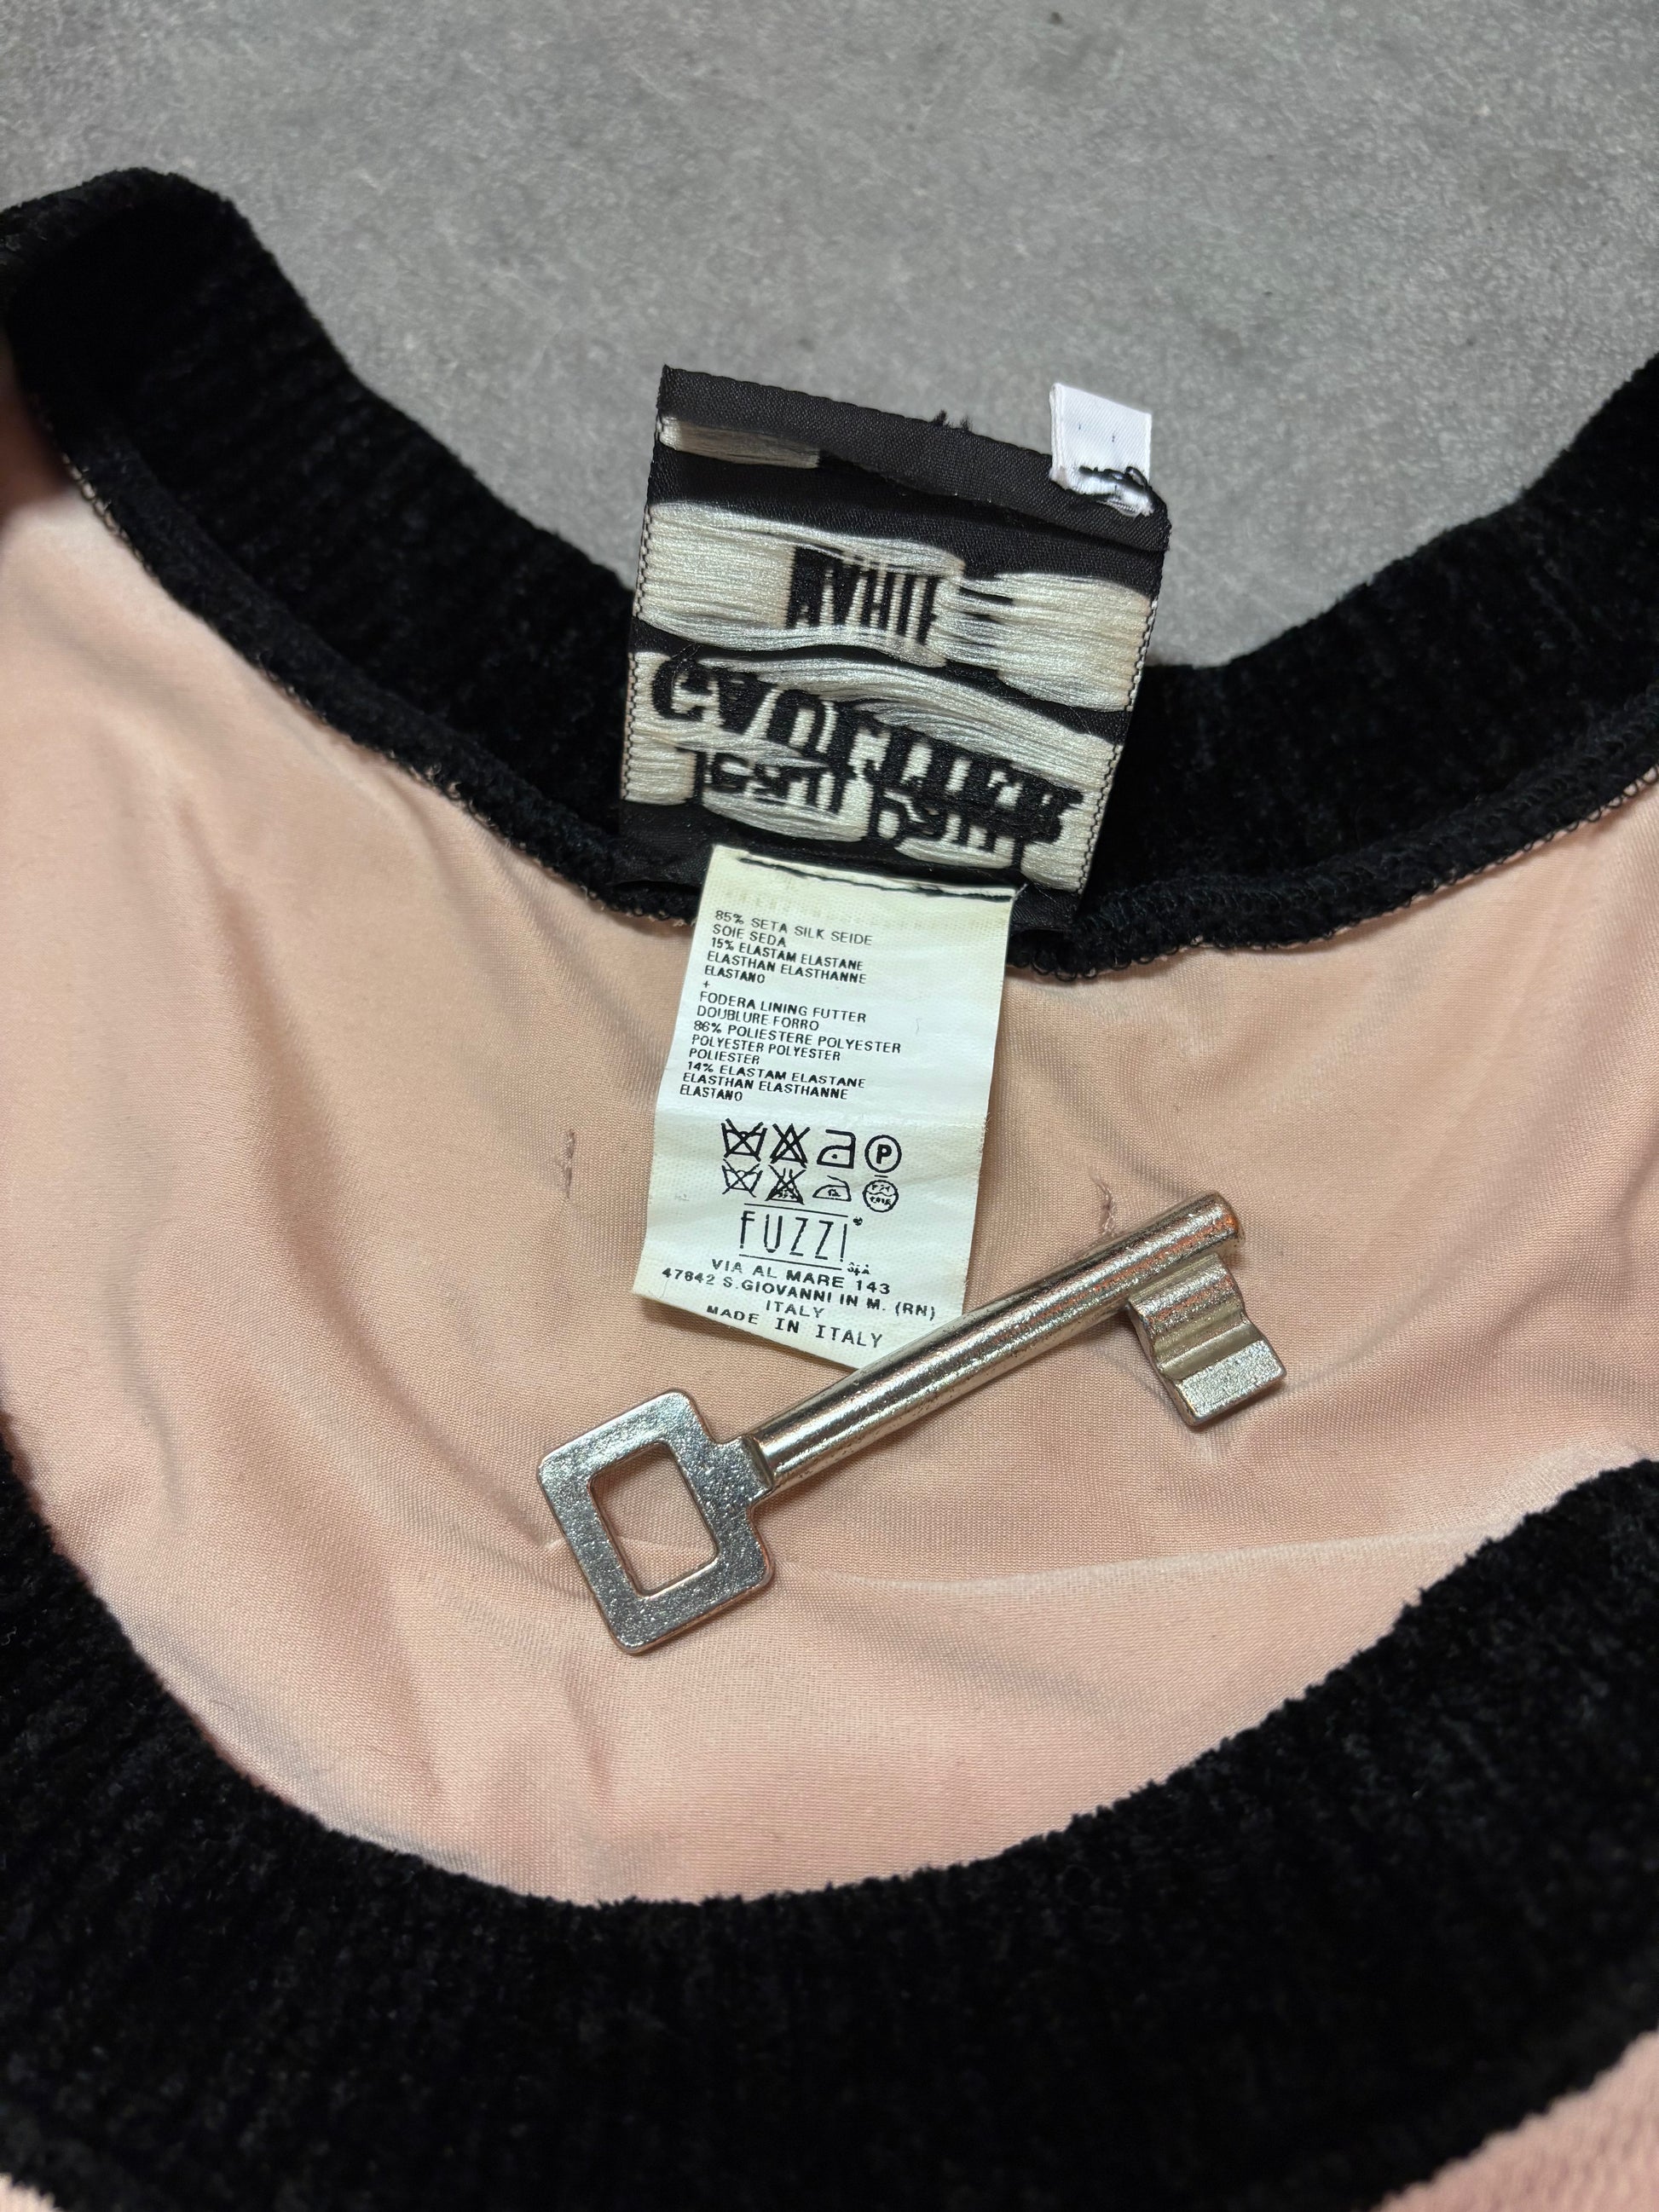 85% SETA SILK SEIDE
SOIE SEDA
15% ELASTAM ELASTANE
ELASTHAN ELASTHANNE
ELASTANO
+
FODERA LINING FUTTER
DOUBLURE FORRO
86% POLIESTERE POLYESTER
POLYESTER POLYESTER
POLIESTER
14% ELASTAM ELASTANE
ELASTHAN ELASTHANNE
ELASTANO
P
FUZZI
SPA
VIA AL MARE 143
47842 S.GIOVANNI IN M. (RN)
ITALY
MADE IN ITALY